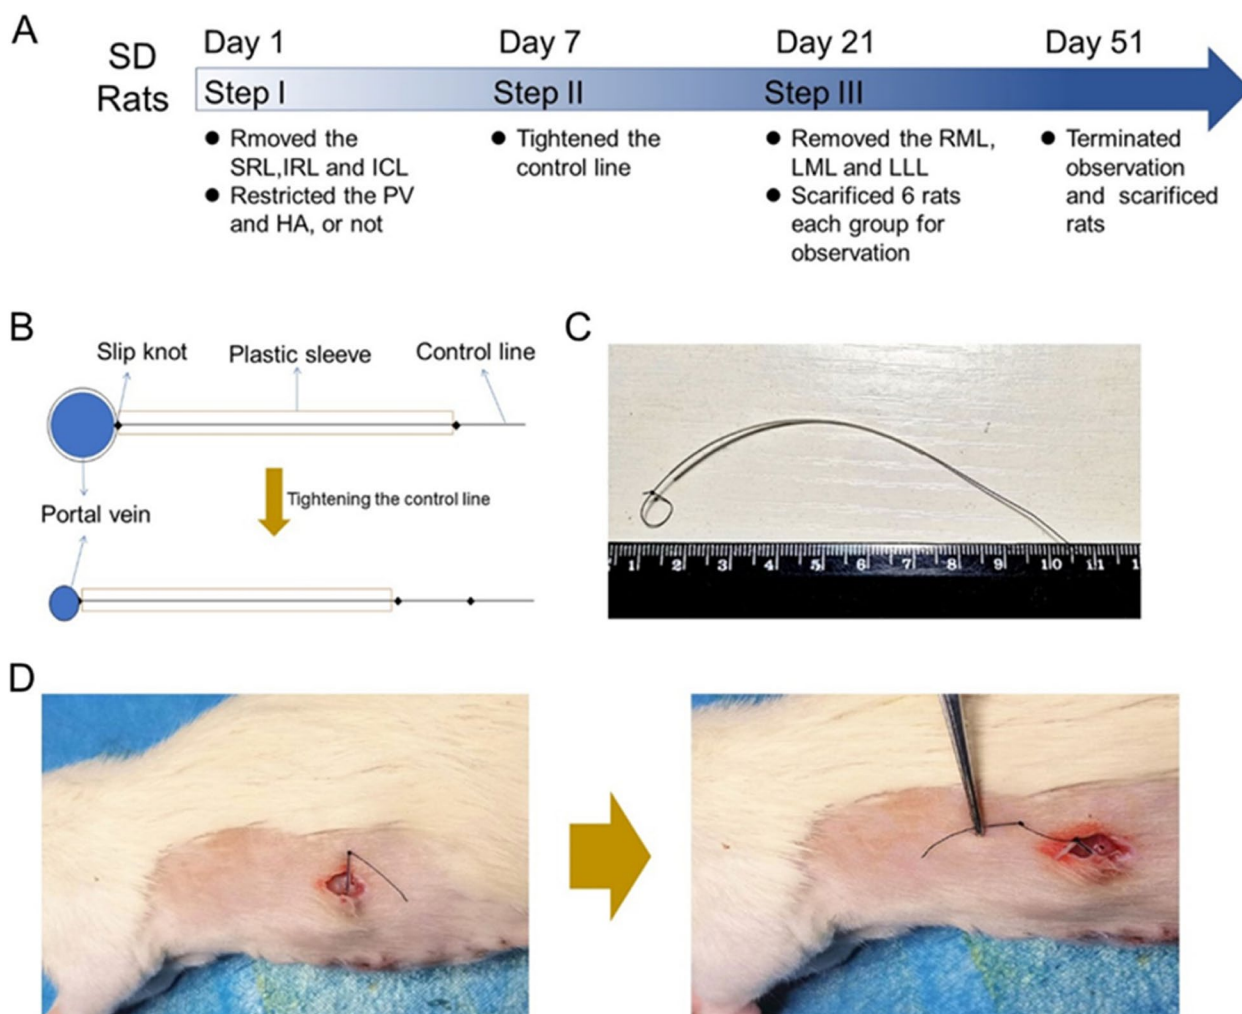 A
SD
Rats
Day 1
Day 7
Day 21
Day 51
Step I
Step II
Step III
● Rmoved the
SRL,IRL and ICL
● Restricted the PV
and HA, or not
● Tightened the
control line
● Removed the RML,
LML and LLL
● Scarificed 6 rats
each group for
observation
● Terminated
observation
and scarificed
rats
B
Slip knot
Plastic sleeve
Control line
Tightening the control line
Portal vein
C
1 2 3 4 5 6 7 8 9 10 11 1
D